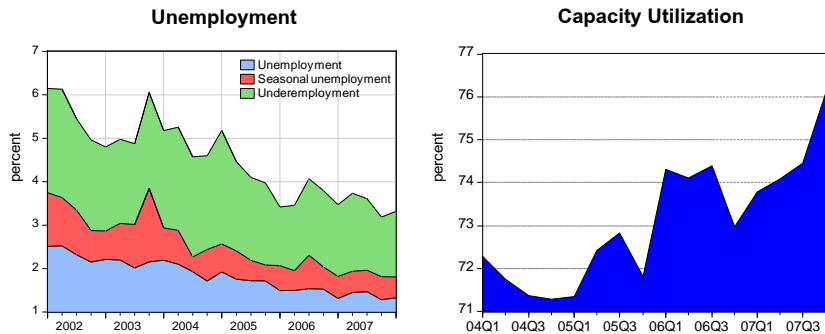 Unemployment
7
6
5
4
3
2
1
percent
Unemployment
Seasonal unemployment
Underemployment
2002 2003 2004 2005 2006 2007
Capacity Utilization
77
76
75
74
73
72
71
percent
04Q1 04Q3 05Q1 05Q3 06Q1 06Q3 07Q1 07Q3